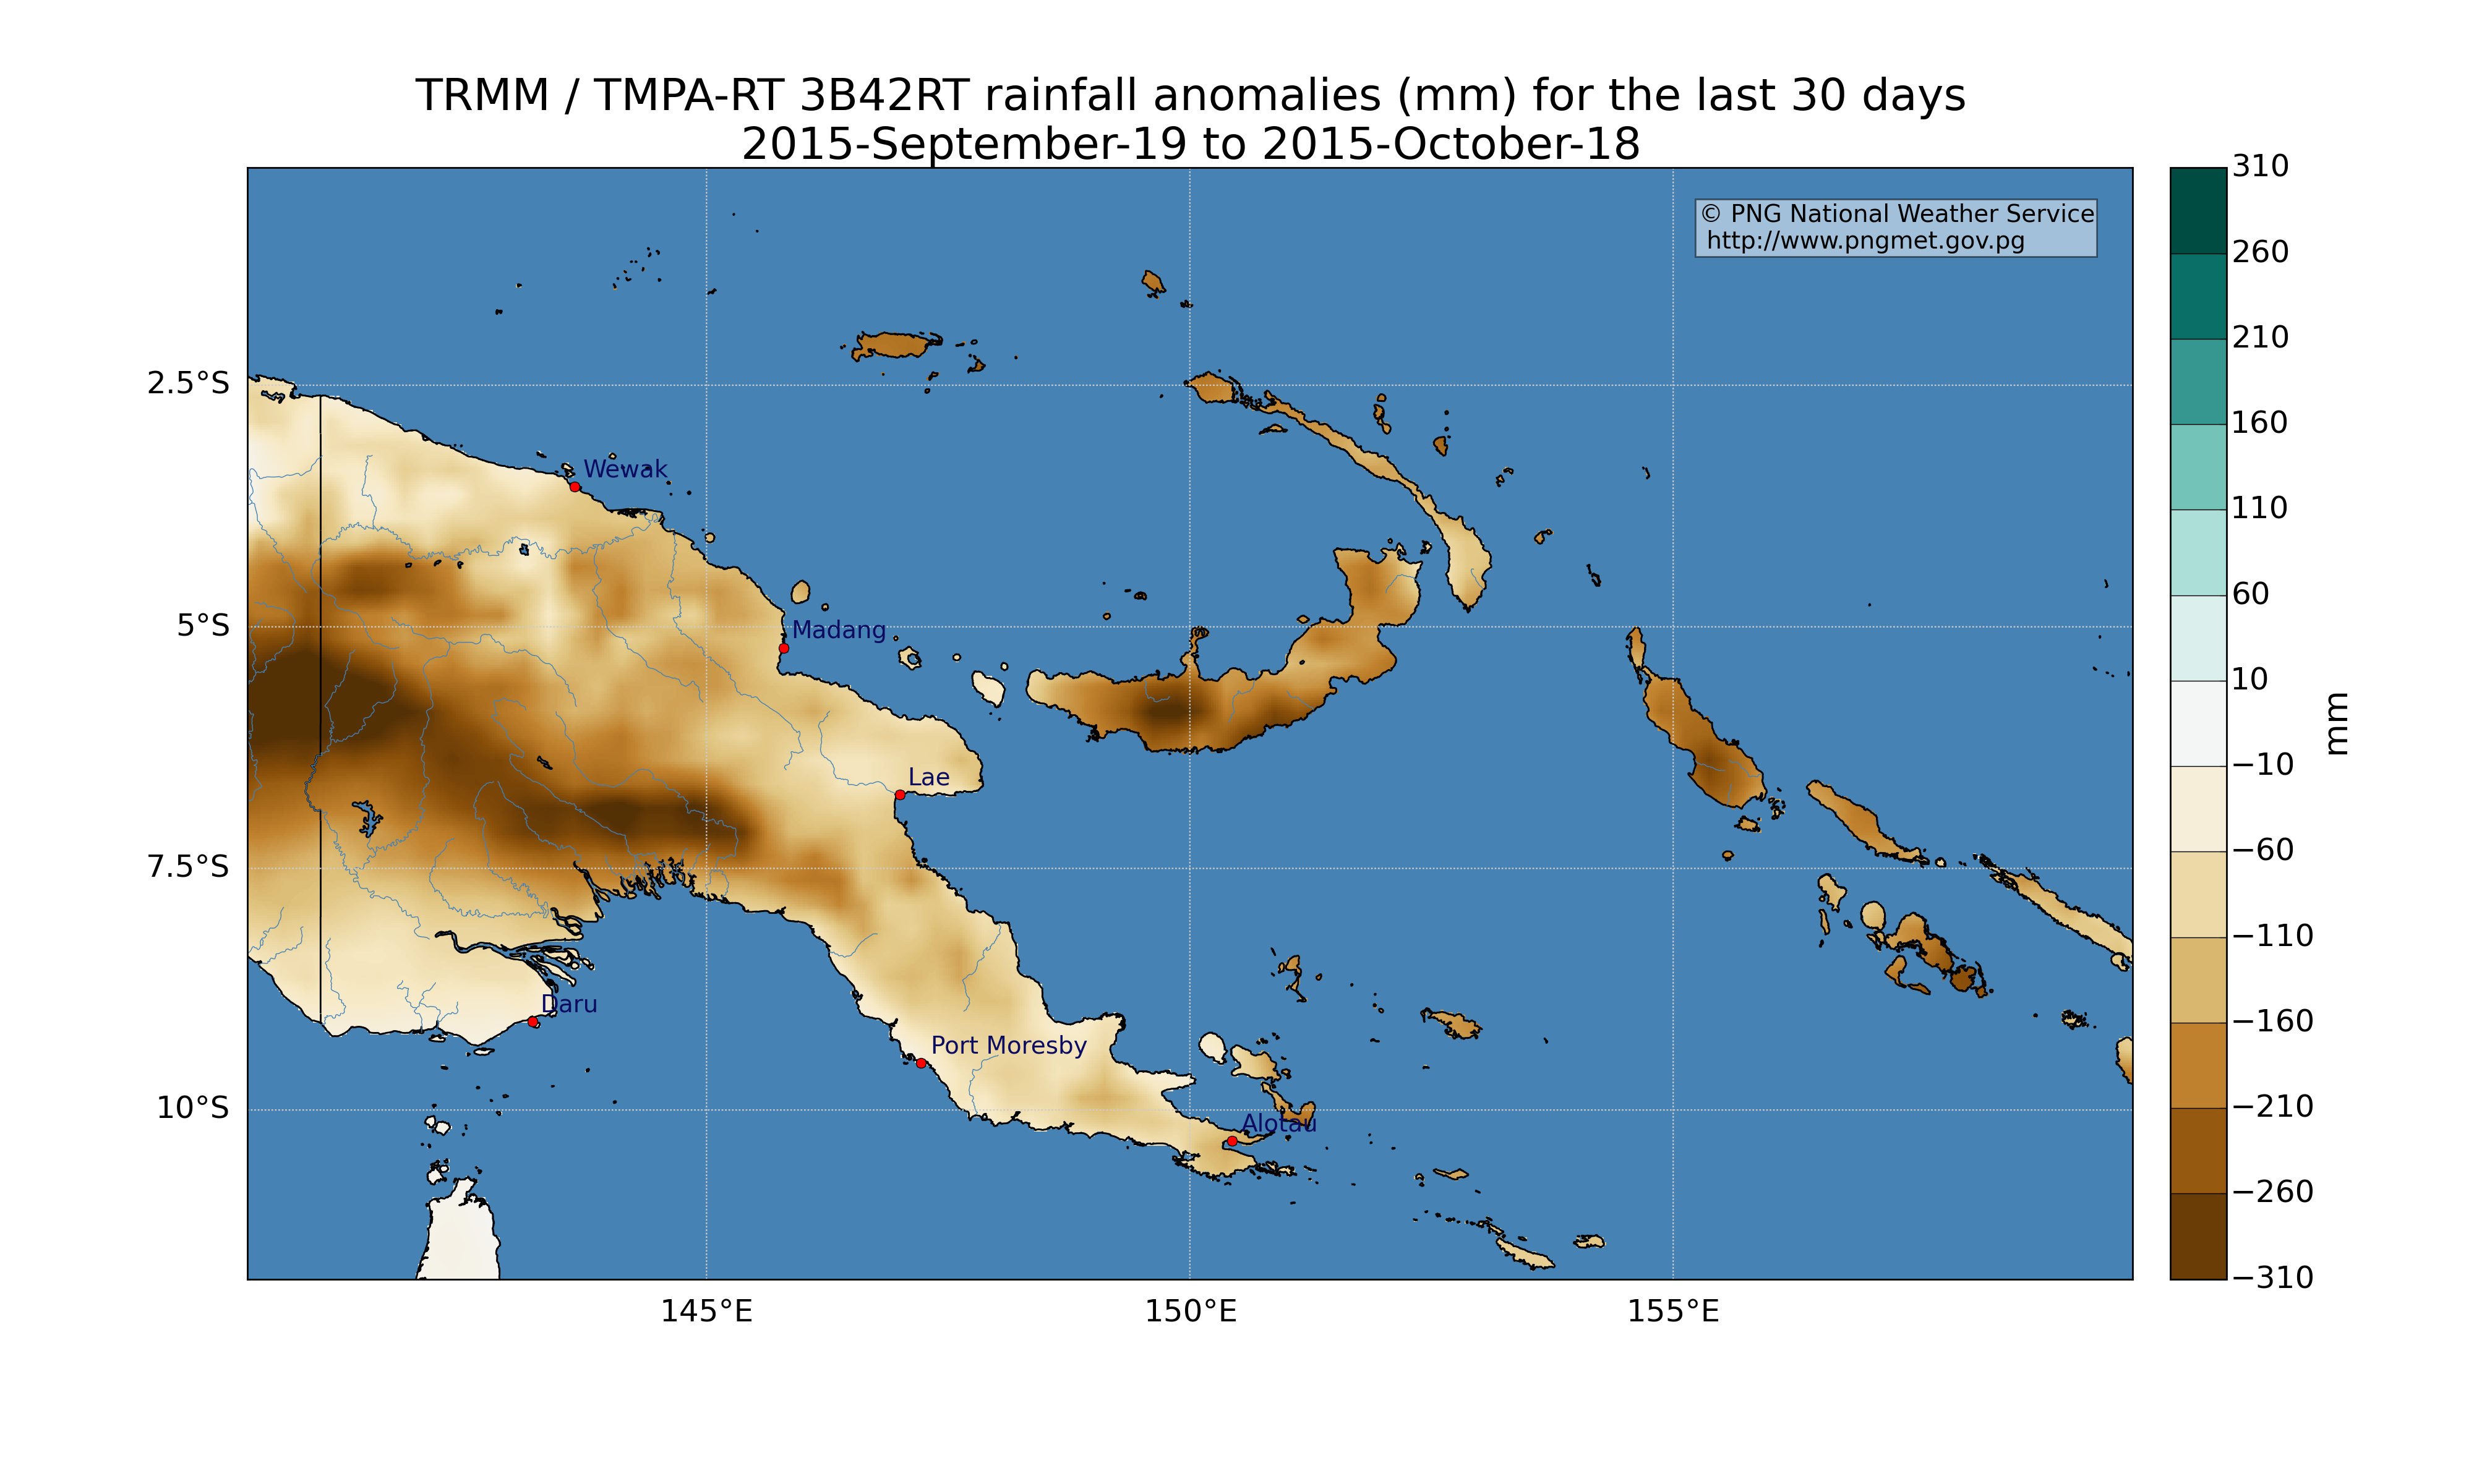 TRMM / TMPA-RT 3B42RT rainfall anomalies (mm) for the last 30 days
2015-September-19 to 2015-October-18
© PNG National Weather Service
http://www.pngmet.gov.pg
2.5°S
5°S
7.5°S
10°S
145°E
150°E
155°E
Wewak
Madang
Lae
Daru
Port Moresby
Alotau
310
260
210
160
110
60
10
−10
−60
−110
−160
−210
−260
−310
mm